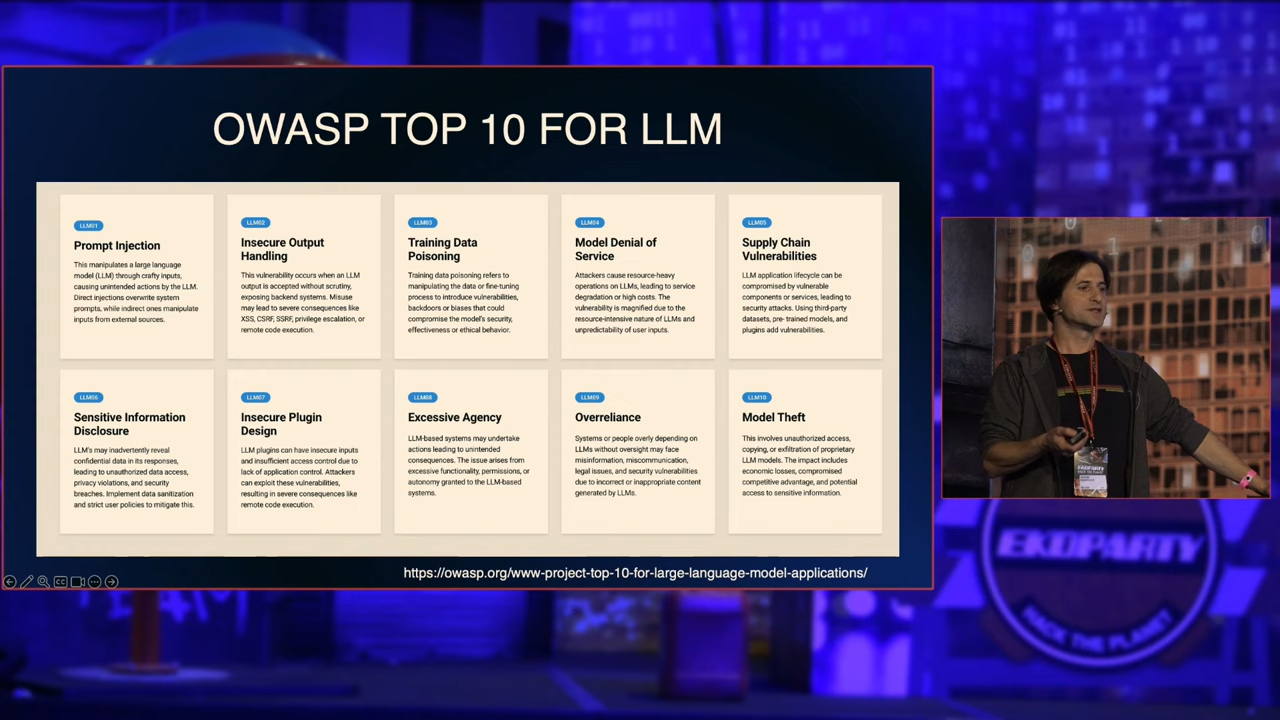 OWASP TOP 10 FOR LLM
LLM01
Prompt Injection
This manipulates a large language
model (LLM) through crafty inputs,
causing unintended actions by the LLM.
Direct injections overwrite system
prompts, while indirect ones manipulate
inputs from external sources.
LLM02
Insecure Output
Handling
This vulnerability occurs when an LLM
output is accepted without scrutiny,
exposing backend systems. Misuse
may lead to severe consequences like
XSS, CSRF, SSRF, privilege escalation, or
remote code execution.
LLM03
Training Data
Poisoning
Training data poisoning refers to
manipulating the data or fine-tuning
process to introduce vulnerabilities,
backdoors or biases that could
compromise the model's security,
effectiveness or ethical behavior.
LLM04
Model Denial of
Service
Attackers cause resource-heavy
operations on LLMs, leading to service
degradation or high costs. The
vulnerability is magnified due to the
resource-intensive nature of LLMs and
unpredictability of user inputs.
LLM05
Supply Chain
Vulnerabilities
LLM application lifecycle can be
compromised by vulnerable
components or services, leading to
security attacks. Using third-party
datasets, pre- trained models, and
plugins add vulnerabilities.
LLM06
Sensitive Information
Disclosure
LLM's may inadvertently reveal
confidential data in its responses,
leading to unauthorized data access,
privacy violations, and security
breaches. Implement data sanitization
and strict user policies to mitigate this.
LLM07
Insecure Plugin
Design
LLM plugins can have insecure inputs
and insufficient access control due to
lack of application control. Attackers
can exploit these vulnerabilities,
resulting in severe consequences like
remote code execution.
LLM08
Excessive Agency
LLM-based systems may undertake
actions leading to unintended
consequences. The issue arises from
excessive functionality, permissions, or
autonomy granted to the LLM-based
systems.
LLM09
Overreliance
Systems or people overly depending on
LLMs without oversight may face
misinformation, miscommunication,
legal issues, and security vulnerabilities
due to incorrect or inappropriate content
generated by LLMs.
LLM10
Model Theft
This involves unauthorized access,
copying, or exfiltration of proprietary
LLM models. The impact includes
economic losses, compromised
competitive advantage, and potential
access to sensitive information.
https://owasp.org/www-project-top-10-for-large-language-model-applications/
CC
EKOPARTY
HACK THE PLANET
EKOPARTY
HACK THE PLANET